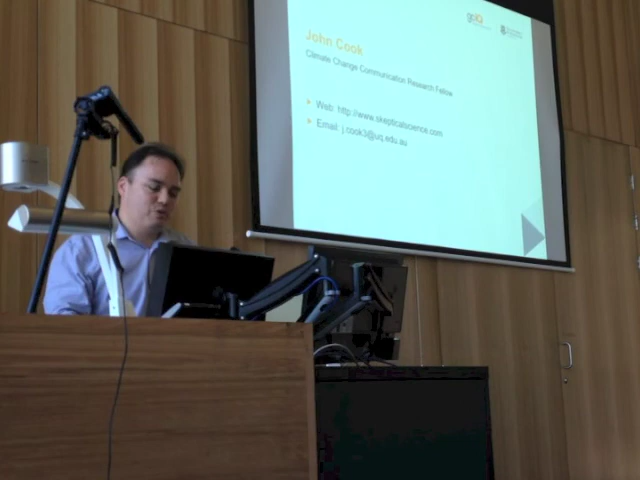 John Cook
Climate Change Communication Research Fellow
Web: http://www.skepticalscience.com
Email: j.cook3@uq.edu.au